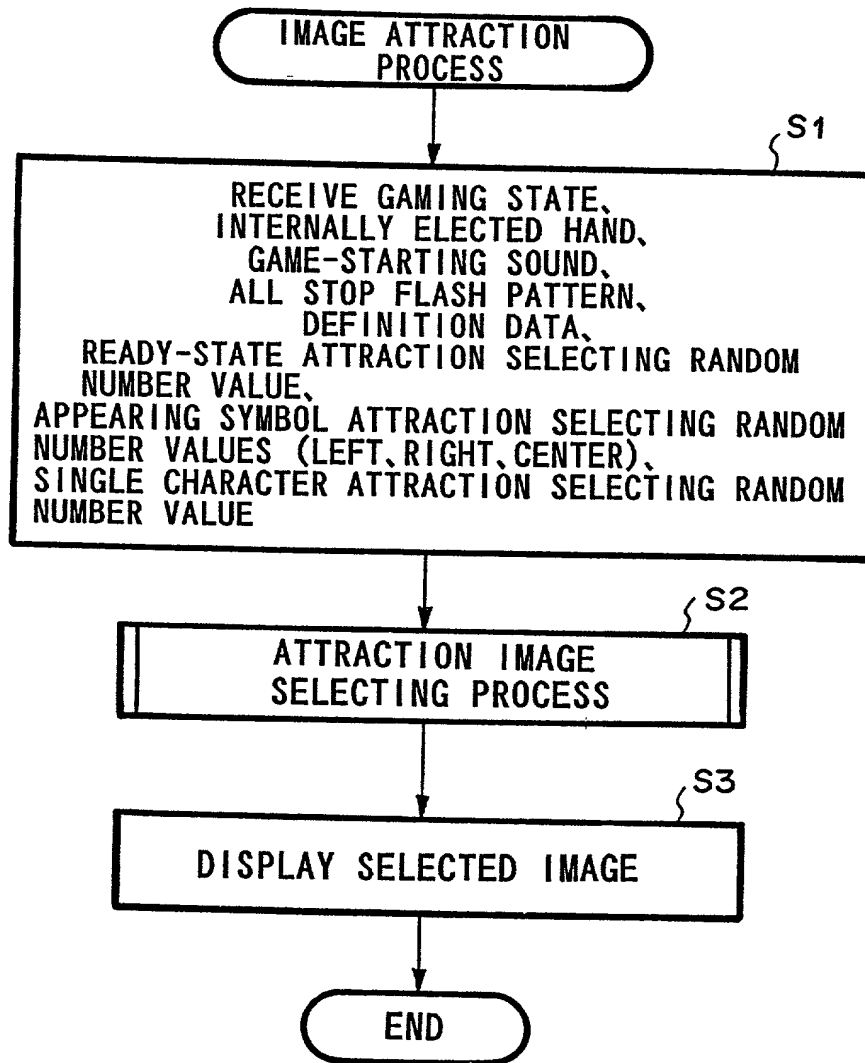 IMAGE ATTRACTION
PROCESS
S1
RECEIVE GAMING STATE、
INTERNALLY ELECTED HAND、
GAME-STARTING SOUND、
ALL STOP FLASH PATTERN、
DEFINITION DATA、
READY-STATE ATTRACTION SELECTING RANDOM
NUMBER VALUE、
APPEARING SYMBOL ATTRACTION SELECTING RANDOM
NUMBER VALUES (LEFT、RIGHT、CENTER)、
SINGLE CHARACTER ATTRACTION SELECTING RANDOM
NUMBER VALUE
S2
ATTRACTION IMAGE
SELECTING PROCESS
S3
DISPLAY SELECTED IMAGE
END